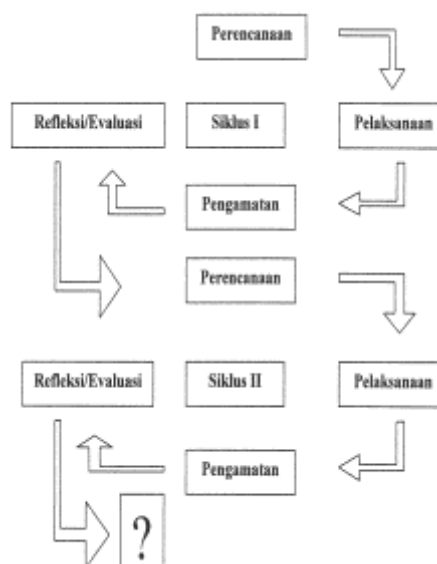 Perencanaan
Refleksi/Evaluasi
Siklus I
Pelaksanaan
Pengamatan
Perencanaan
Refleksi/Evaluasi
Siklus II
Pelaksanaan
Pengamatan
?